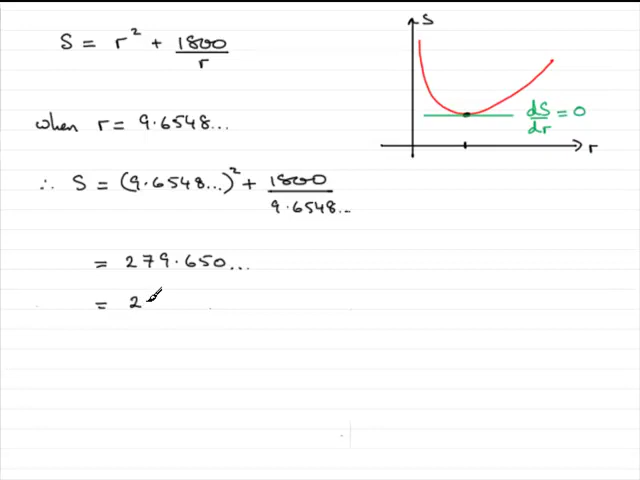 S = r² + 1800/r
when r = 9.6548...
∴ S = (9.6548...)² + 1800/9.6548...
= 279.650...
= 2
S
dS/dr = 0
r